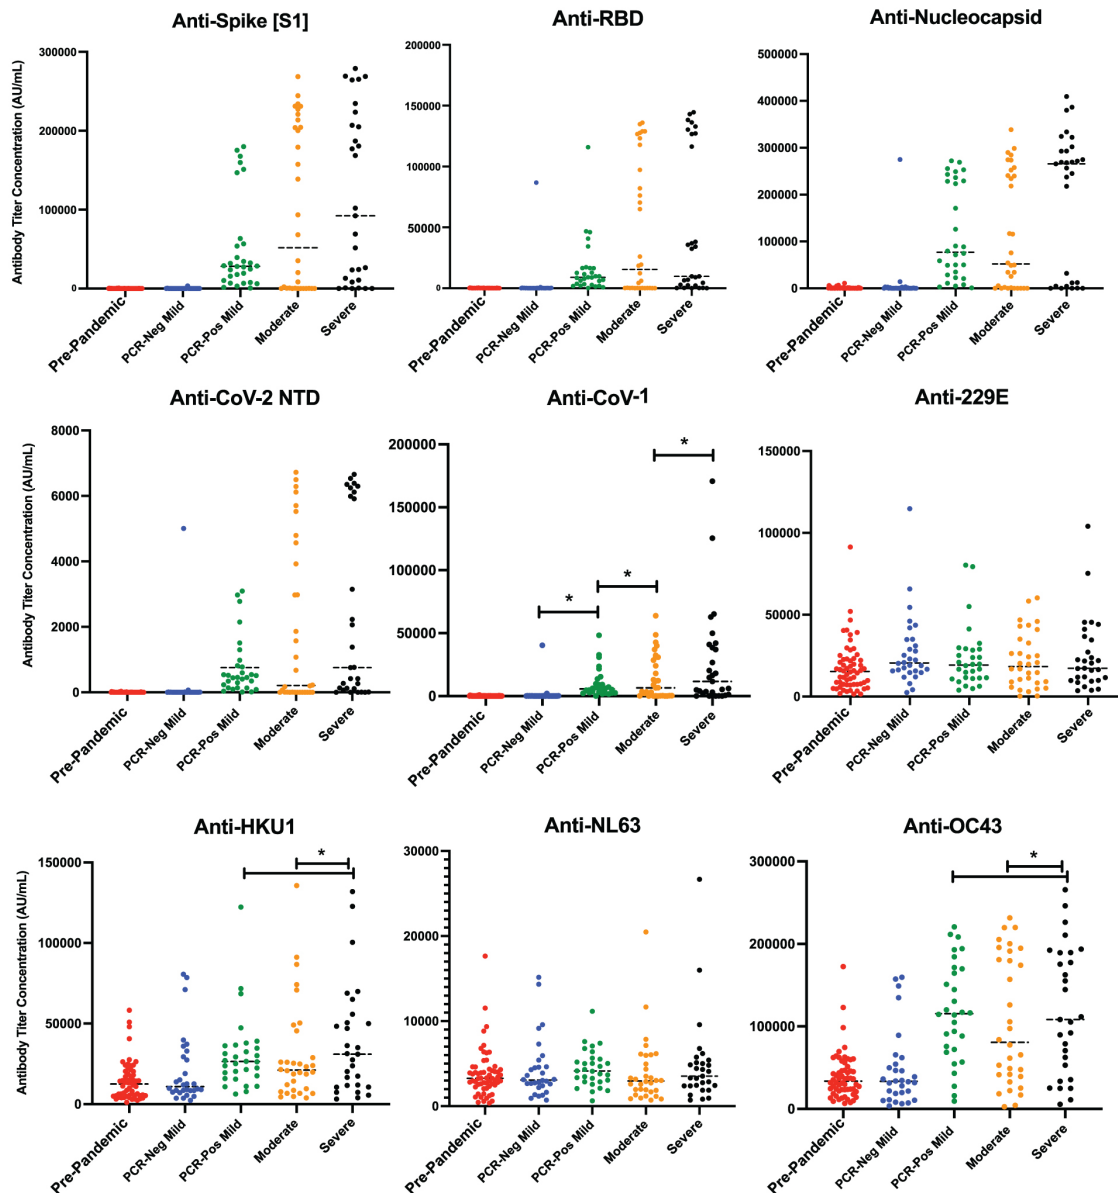 Anti-Spike [S1]
Antibody Titer Concentration (AU/mL)
300000
200000
100000
0
Pre-Pandemic
PCR-Neg Mild
PCR-Pos Mild
Moderate
Severe
Anti-RBD
200000
150000
100000
50000
0
Pre-Pandemic
PCR-Neg Mild
PCR-Pos Mild
Moderate
Severe
Anti-Nucleocapsid
500000
400000
300000
200000
100000
0
Pre-Pandemic
PCR-Neg Mild
PCR-Pos Mild
Moderate
Severe
Anti-CoV-2 NTD
Antibody Titer Concentration (AU/mL)
8000
6000
4000
2000
0
Pre-Pandemic
PCR-Neg Mild
PCR-Pos Mild
Moderate
Severe
Anti-CoV-1
200000
150000
100000
50000
0
*
*
*
Pre-Pandemic
PCR-Neg Mild
PCR-Pos Mild
Moderate
Severe
Anti-229E
150000
100000
50000
0
Pre-Pandemic
PCR-Neg Mild
PCR-Pos Mild
Moderate
Severe
Anti-HKU1
Antibody Titer Concentration (AU/mL)
150000
100000
50000
0
*
Pre-Pandemic
PCR-Neg Mild
PCR-Pos Mild
Moderate
Severe
Anti-NL63
30000
20000
10000
0
Pre-Pandemic
PCR-Neg Mild
PCR-Pos Mild
Moderate
Severe
Anti-OC43
300000
200000
100000
0
*
Pre-Pandemic
PCR-Neg Mild
PCR-Pos Mild
Moderate
Severe